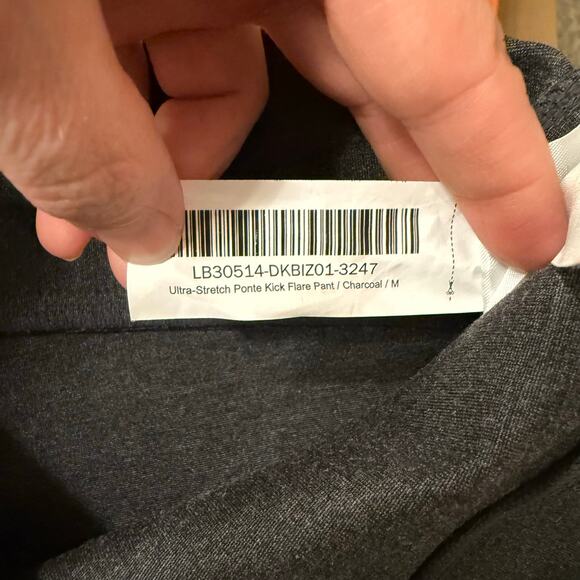 LB30514-DKBIZ01-3247
Ultra-Stretch Ponte Kick Flare Pant / Charcoal / M